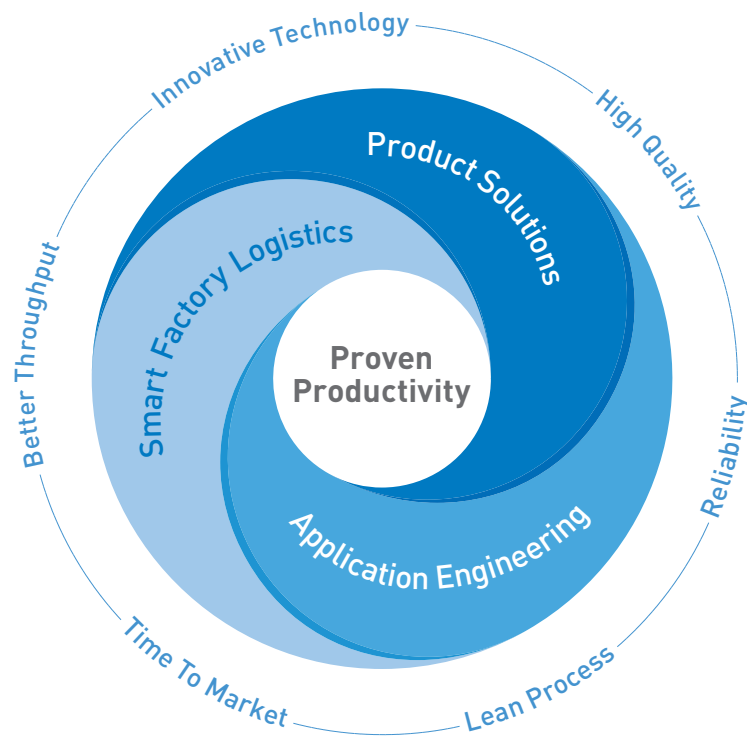 Innovative Technology
High Quality
Reliability
Lean Process
Time To Market
Better Throughput
Product Solutions
Application Engineering
Smart Factory Logistics
Proven
Productivity